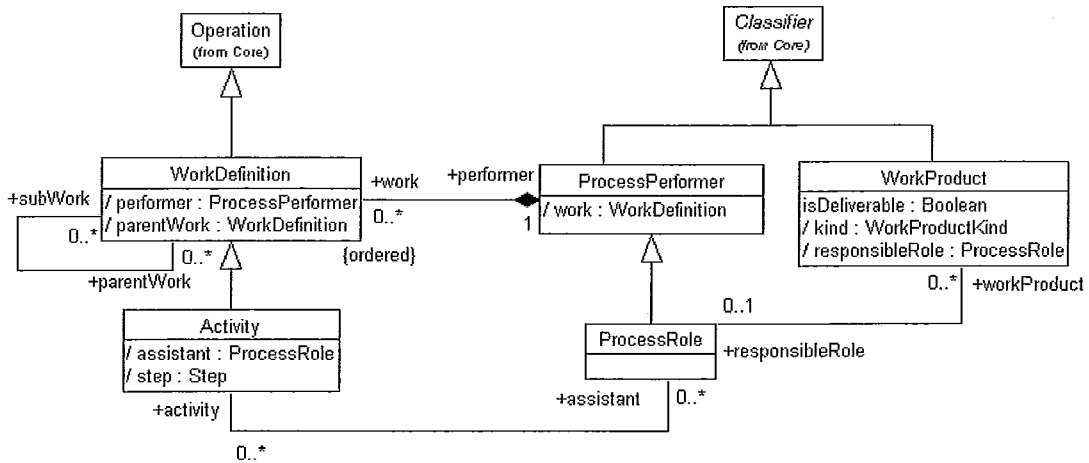 Operation
(from Core)
Classifier
(from Core)
WorkDefinition
/ performer : ProcessPerformer
/ parentWork : WorkDefinition
+subWork
0..*
0..*
+parentWork
+work
0..*
{ordered}
+performer
1
ProcessPerformer
/ work : WorkDefinition
WorkProduct
isDeliverable : Boolean
/ kind : WorkProductKind
/ responsibleRole : ProcessRole
0..*
+workProduct
0..1
+responsibleRole
Activity
/ assistant : ProcessRole
/ step : Step
ProcessRole
+activity
0..*
+assistant
0..*